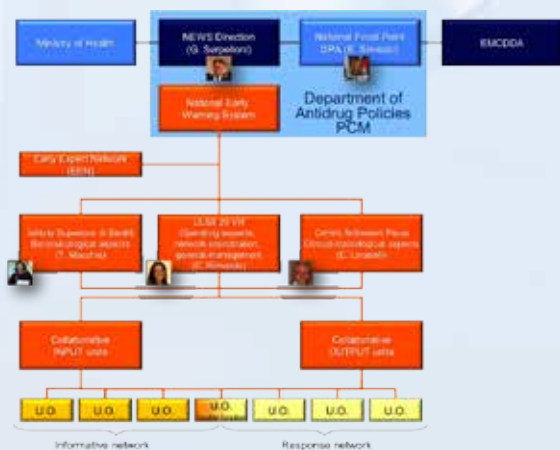 Ministry of Health
NEWS Direction
(G. Serpelloni)
National Focal Point
DPA (E. Simeoni)
EMCDDA
National Early
Warning System
Department of
Antidrug Policies
PCM
Early Expert Network
(EEN)
Istituto Superiore di Sanità
Bio-toxicological aspects
(T. Macchia)
ULSS 20 VR
Operating aspects,
network coordination,
general management
(C. Rimondo)
Centro Antiveleni Pavia
Clinical-toxicological aspects
(C. Locatelli)
Collaborative
INPUT units
Collaborative
OUTPUT units
U.O.
U.O.
U.O.
U.O.
U.O.
U.O.
U.O.
Informative network
Response network